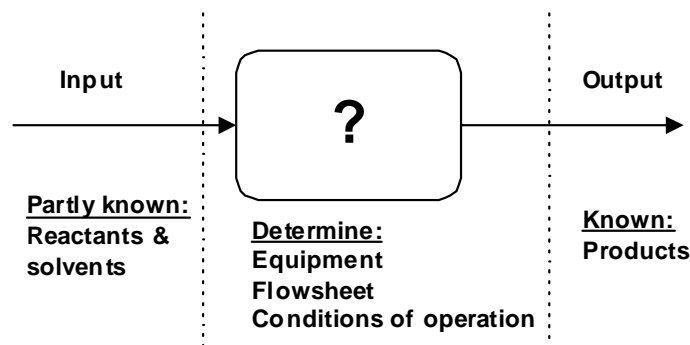 Input
?
Output
Partly known:
Reactants &
solvents
Determine:
Equipment
Flowsheet
Conditions of operation
Known:
Products